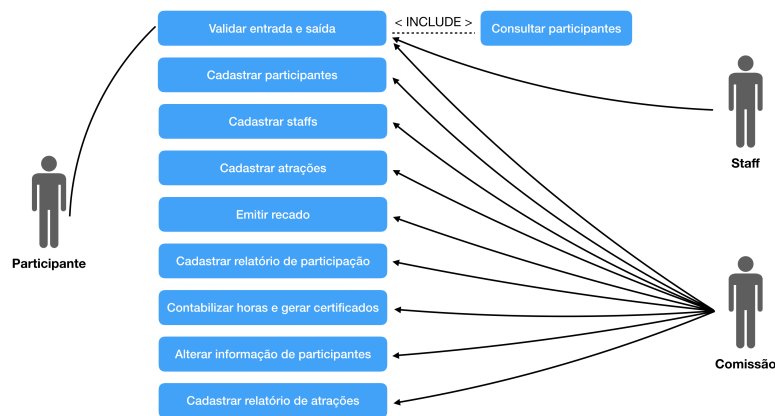 Validar entrada e saída
< INCLUDE >
Consultar participantes
Cadastrar participantes
Cadastrar staffs
Staff
Cadastrar atrações
Emitir recado
Participante
Cadastrar relatório de participação
Contabilizar horas e gerar certificados
Alterar informação de participantes
Comissão
Cadastrar relatório de atrações